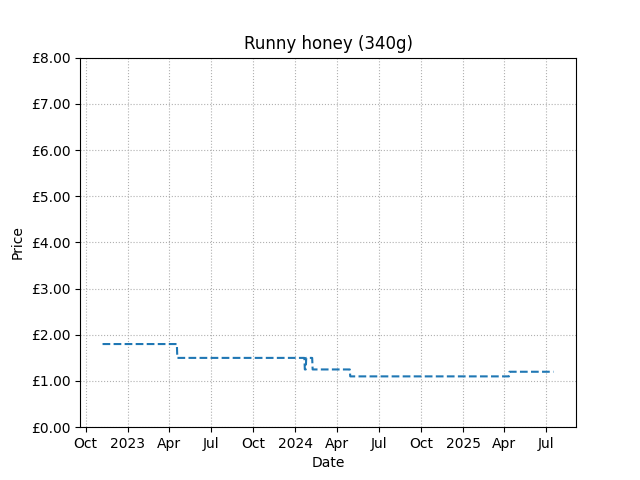 Runny honey (340g)
£8.00
£7.00
£6.00
£5.00
£4.00
£3.00
£2.00
£1.00
£0.00
Price
Oct 2023 Apr Jul Oct 2024 Apr Jul Oct 2025 Apr Jul
Date